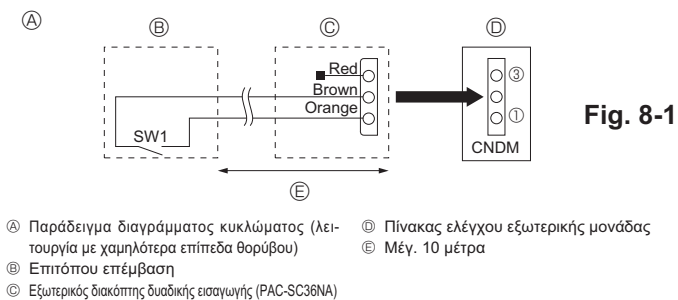 Ⓐ
Ⓑ
Ⓒ
Ⓓ
Red
Brown
Orange
SW1
③
①
CNDM
Ⓔ
Fig. 8-1
Ⓐ Παράδειγμα διαγράμματος κυκλώματος (λει-
τουργία με χαμηλότερα επίπεδα θορύβου)
Ⓑ Επιτόπου επέμβαση
Ⓒ Εξωτερικός διακόπτης δυαδικής εισαγωγής (PAC-SC36NA)
Ⓓ Πίνακας ελέγχου εξωτερικής μονάδας
Ⓔ Μέγ. 10 μέτρα